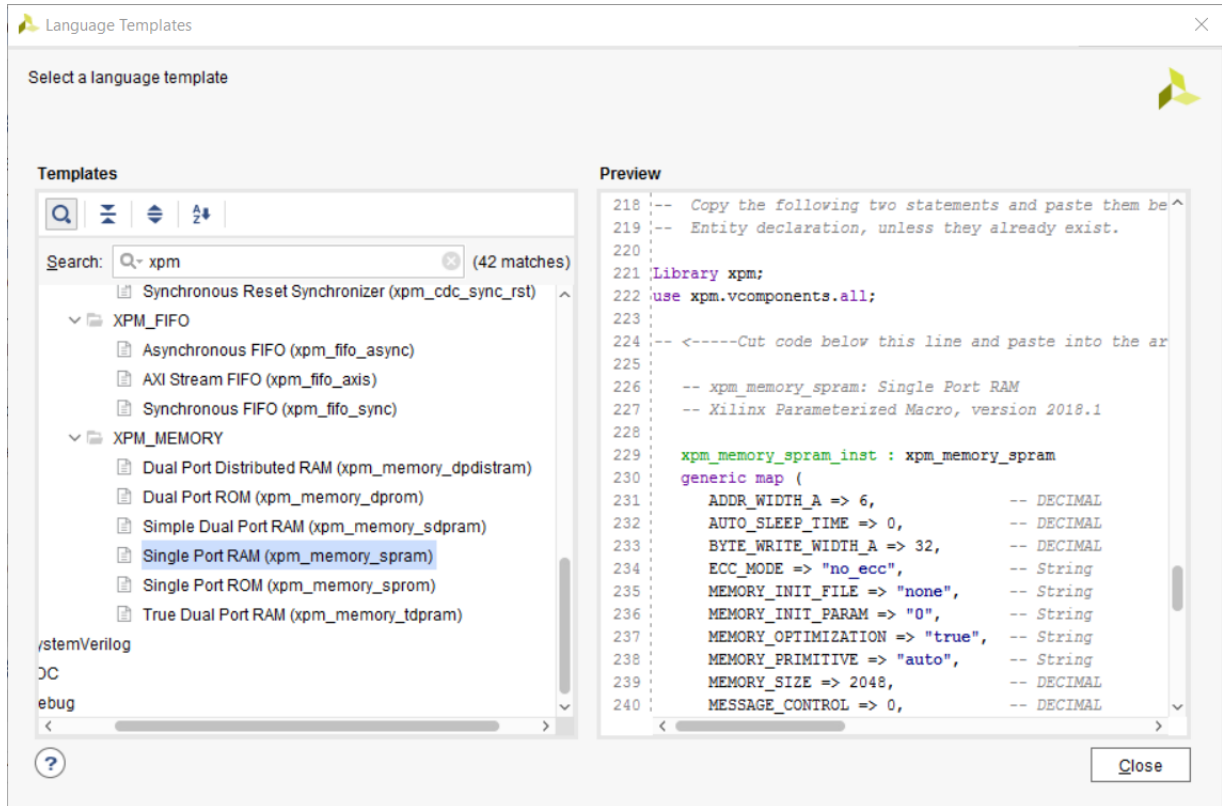 Language Templates
Select a language template
Templates
Search: xpm (42 matches)
Synchronous Reset Synchronizer (xpm_cdc_sync_rst)
XPM_FIFO
Asynchronous FIFO (xpm_fifo_async)
AXI Stream FIFO (xpm_fifo_axis)
Synchronous FIFO (xpm_fifo_sync)
XPM_MEMORY
Dual Port Distributed RAM (xpm_memory_dpdistram)
Dual Port ROM (xpm_memory_dprom)
Simple Dual Port RAM (xpm_memory_sdpram)
Single Port RAM (xpm_memory_spram)
Single Port ROM (xpm_memory_sprom)
True Dual Port RAM (xpm_memory_tdpram)
ystemVerilog
DC
ebug
Preview
218 -- Copy the following two statements and paste them be
219 -- Entity declaration, unless they already exist.
220
221 Library xpm;
222 use xpm.vcomponents.all;
223
224 -- <-----Cut code below this line and paste into the ar
225
226 -- xpm_memory_spram: Single Port RAM
227 -- Xilinx Parameterized Macro, version 2018.1
228
229 xpm_memory_spram_inst : xpm_memory_spram
230 generic map (
231 ADDR_WIDTH_A => 6, -- DECIMAL
232 AUTO_SLEEP_TIME => 0, -- DECIMAL
233 BYTE_WRITE_WIDTH_A => 32, -- DECIMAL
234 ECC_MODE => "no_ecc", -- String
235 MEMORY_INIT_FILE => "none", -- String
236 MEMORY_INIT_PARAM => "0", -- String
237 MEMORY_OPTIMIZATION => "true", -- String
238 MEMORY_PRIMITIVE => "auto", -- String
239 MEMORY_SIZE => 2048, -- DECIMAL
240 MESSAGE_CONTROL => 0, -- DECIMAL
?
Close